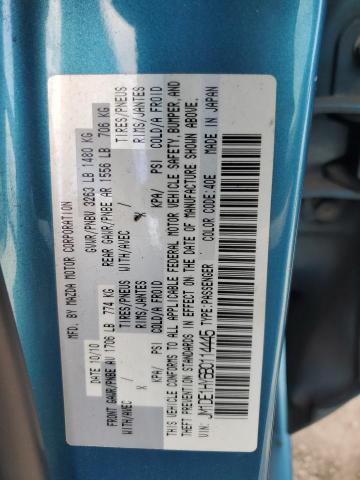 MFD. BY MAZDA MOTOR CORPORATION
GVWR/PNBV 3263 LB 1480 KG
DATE 10/10
FRONT GAWR/PNBE AV 1706 LB 774 KG
REAR GAWR/PNBE AR 1556 LB 706 KG
WITH/AVEC / TIRES/PNEUS WITH/AVEC / TIRES/PNEUS
X RIMS/JANTES X RIMS/JANTES
KPA/ PSI COLD/A FROID KPA/ PSI COLD/A FROID
THIS VEHICLE CONFORMS TO ALL APPLICABLE FEDERAL MOTOR VEHICLE SAFETY, BUMPER, AND
THEFT PREVENTION STANDARDS IN EFFECT ON THE DATE OF MANUFACTURE SHOWN ABOVE.
VIN: COLOR CODE:40E MADE IN JAPAN
TYPE:PASSENGER